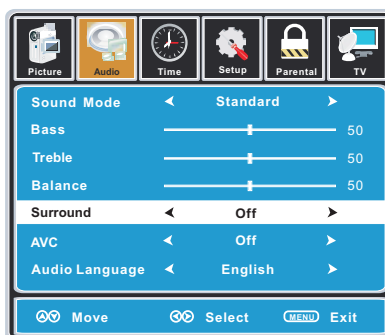 Picture Audio Time Setup Parental TV
Sound Mode Standard
Bass 50
Treble 50
Balance 50
Surround Off
AVC Off
Audio Language English
Move Select MENU Exit